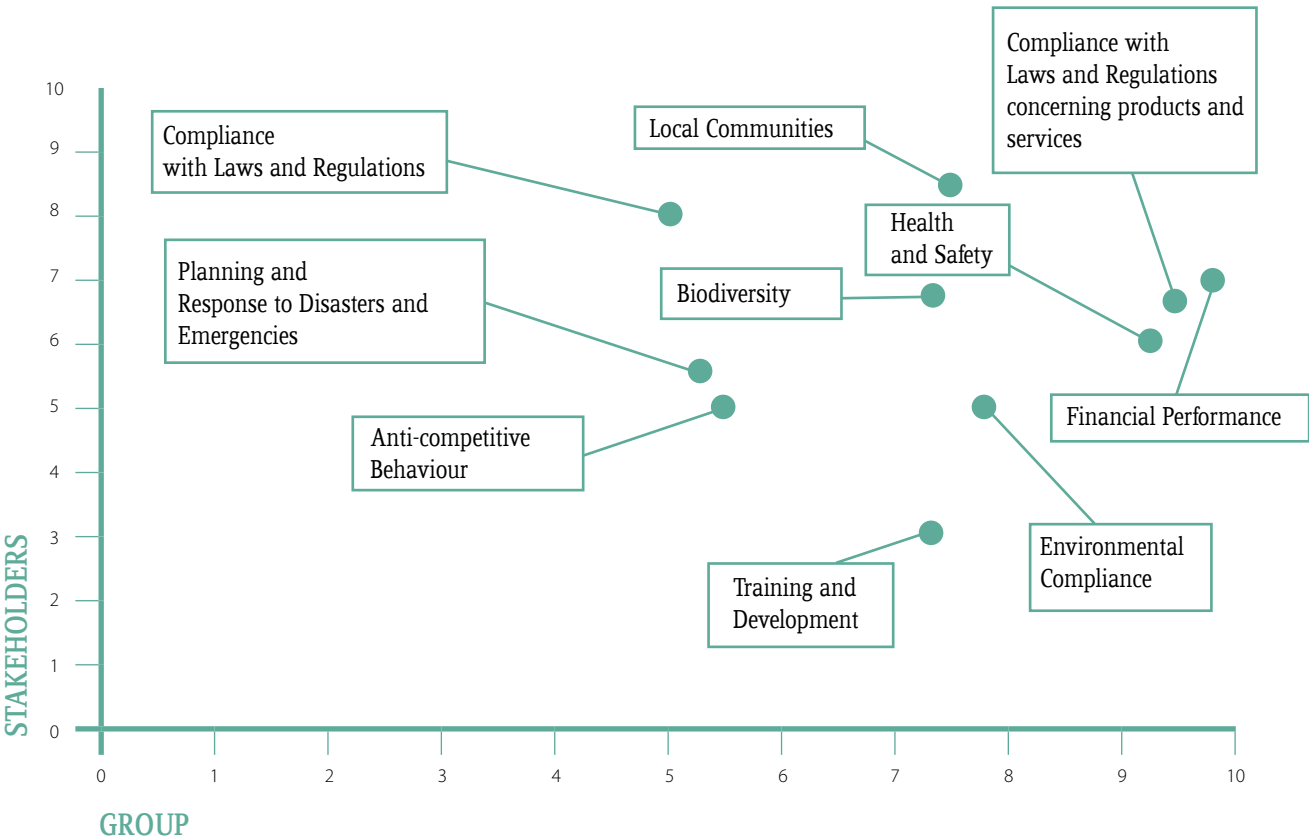 Compliance with
Laws and Regulations
concerning products and
services
10
9
8
7
6
5
4
3
2
1
0
Compliance
with Laws and Regulations
Local Communities
Health
and Safety
Planning and
Response to Disasters and
Emergencies
Biodiversity
Financial Performance
Anti-competitive
Behaviour
Environmental
Compliance
Training and
Development
STAKEHOLDERS
0 1 2 3 4 5 6 7 8 9 10
GROUP